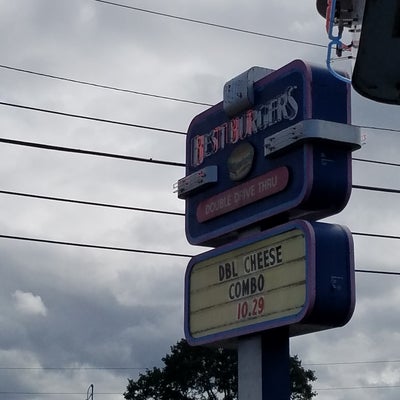 BEST BURGERS
DOUBLE DRIVE THRU
DBL CHEESE
COMBO
10.29